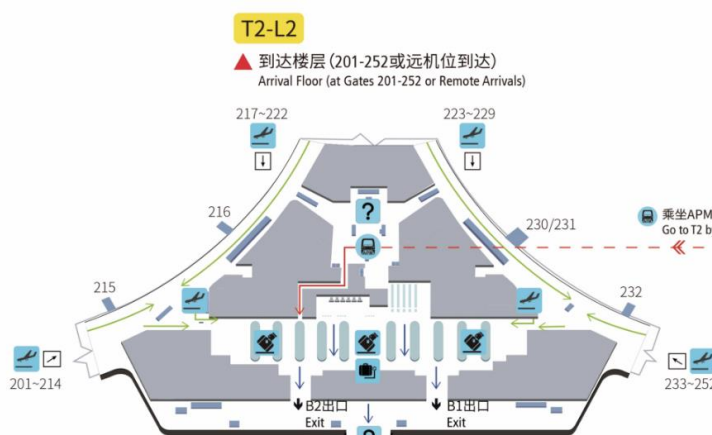 T2-L2
到达楼层(201-252或远机位到达)
Arrival Floor (at Gates 201-252 or Remote Arrivals)
217~222
223~229
216
230/231
乘坐APM
Go to T2 b
215
232
201~214
233~252
B2出口
Exit
B1出口
Exit